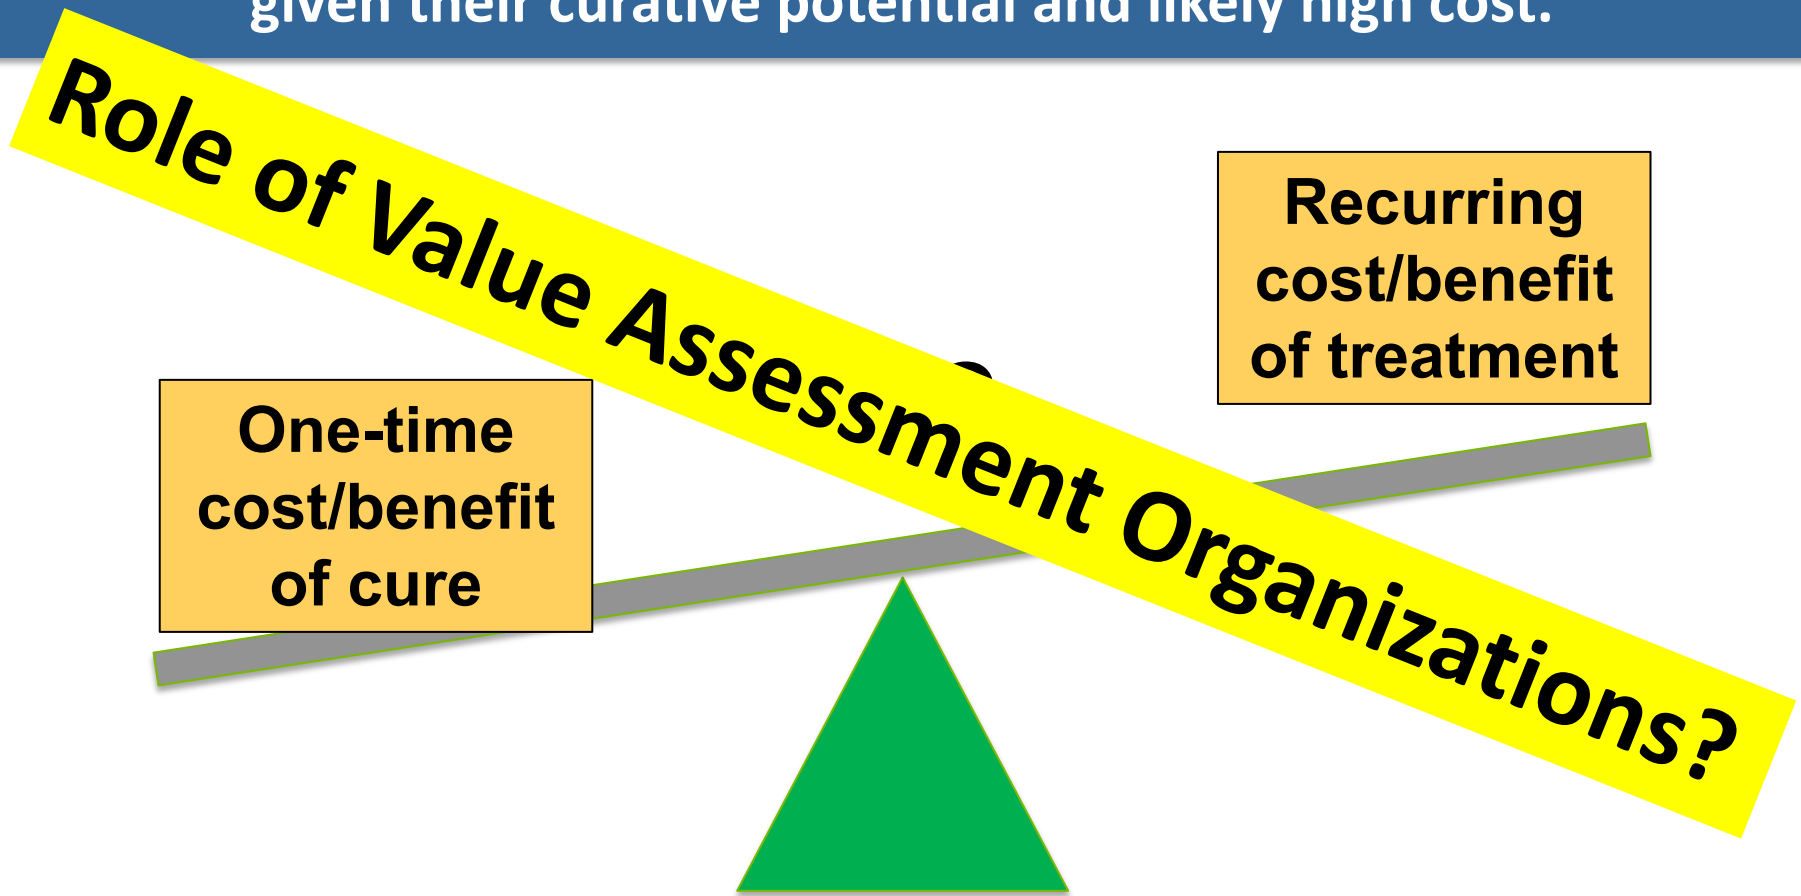 given their curative potential and likely high cost.
Role of Value Assessment Organizations?
Recurring
cost/benefit
of treatment
One-time
cost/benefit
of cure